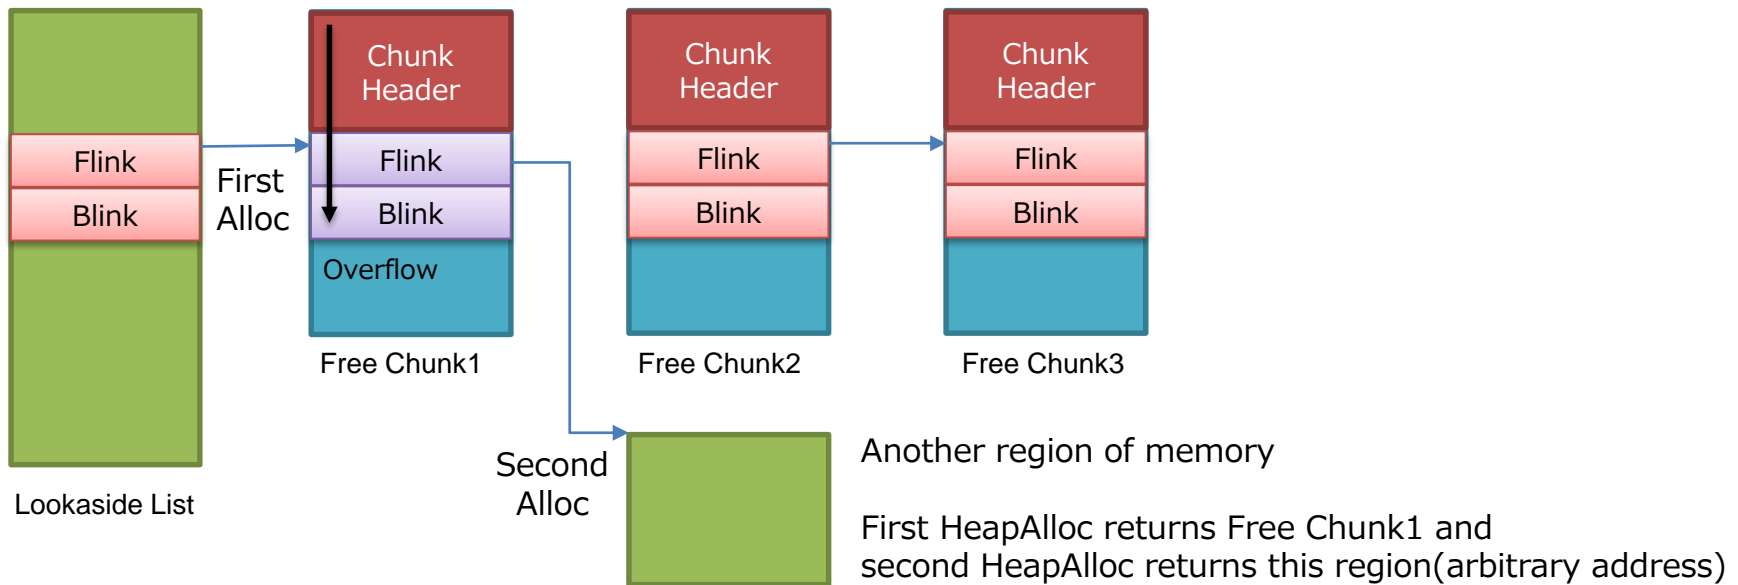 Chunk
Header
Chunk
Header
Chunk
Header
Flink
Blink
First
Alloc
Flink
Blink
Overflow
Flink
Blink
Flink
Blink
Free Chunk1
Free Chunk2
Free Chunk3
Lookaside List
Second
Alloc
Another region of memory
First HeapAlloc returns Free Chunk1 and
second HeapAlloc returns this region(arbitrary address)